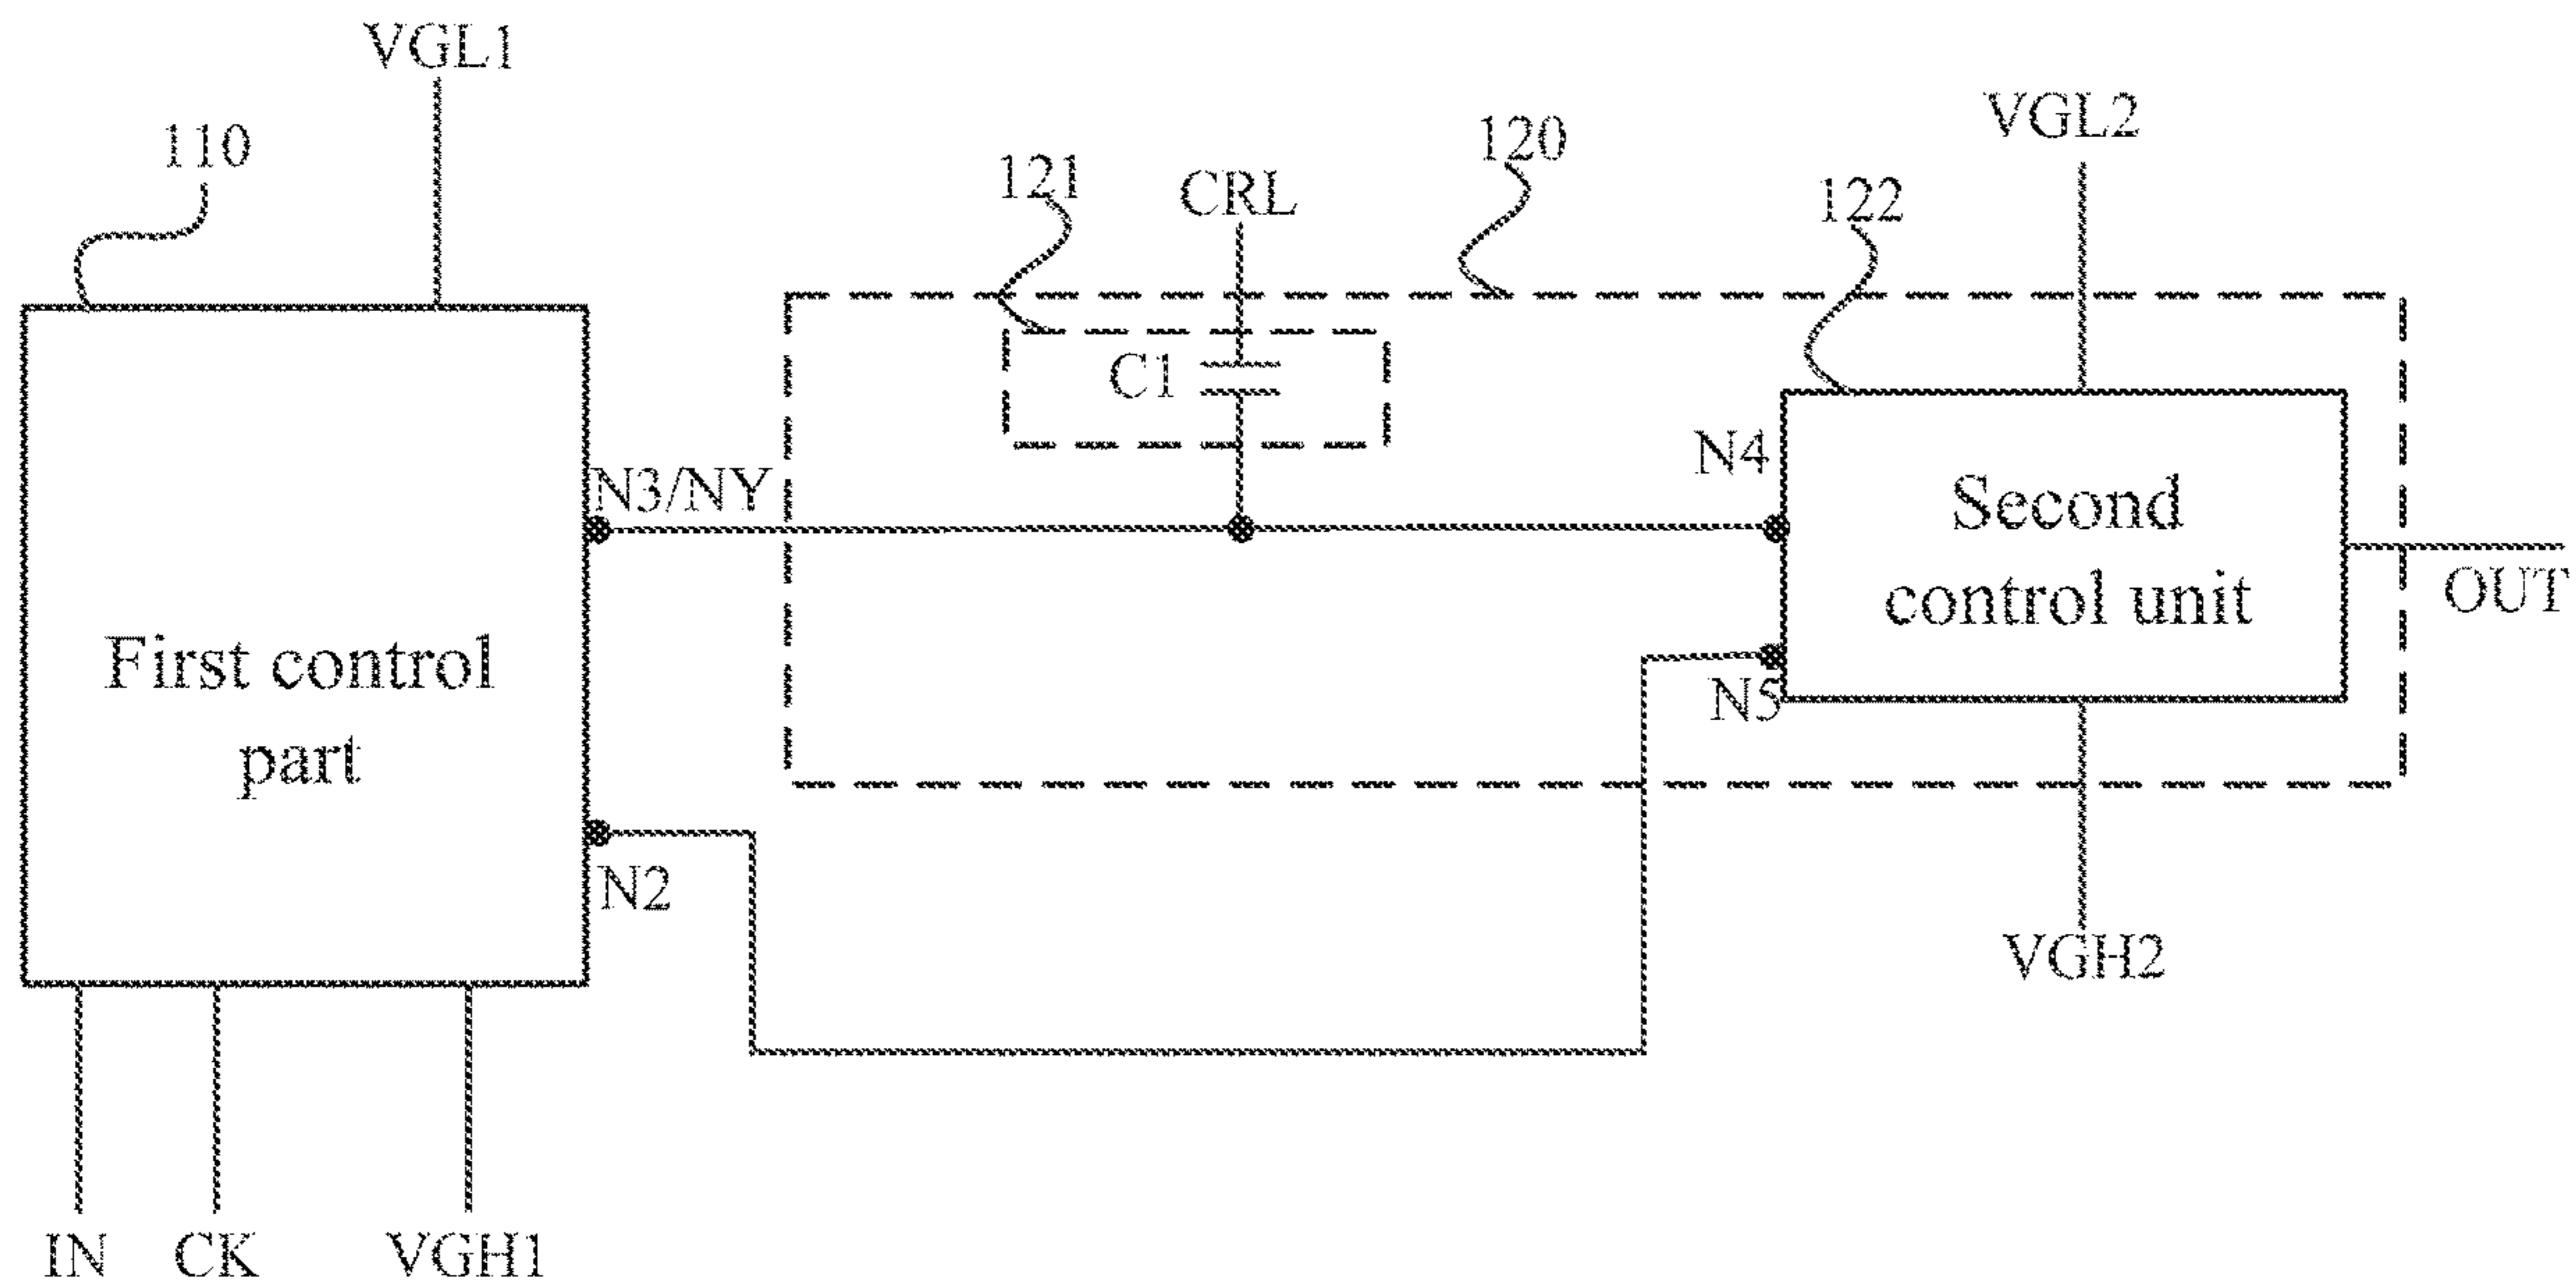 VGL1
110
121
CRL
120
VGL2
122
C1
N3/NY
N4
Second
control unit
OUT
First control
part
N5
N2
VGH2
IN
CK
VGH1